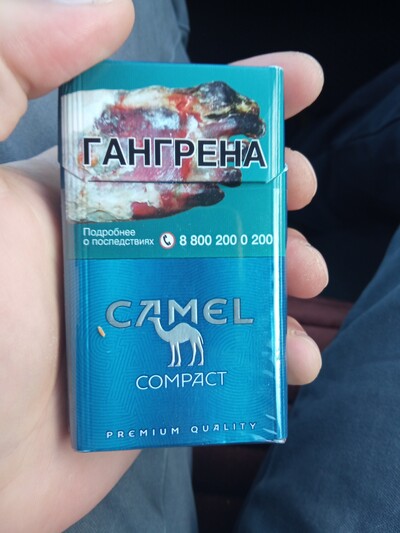 ГАНГРЕНА
Подробнее
о последствиях 8 800 200 0 200
CAMEL
COMPACT
PREMIUM QUALITY